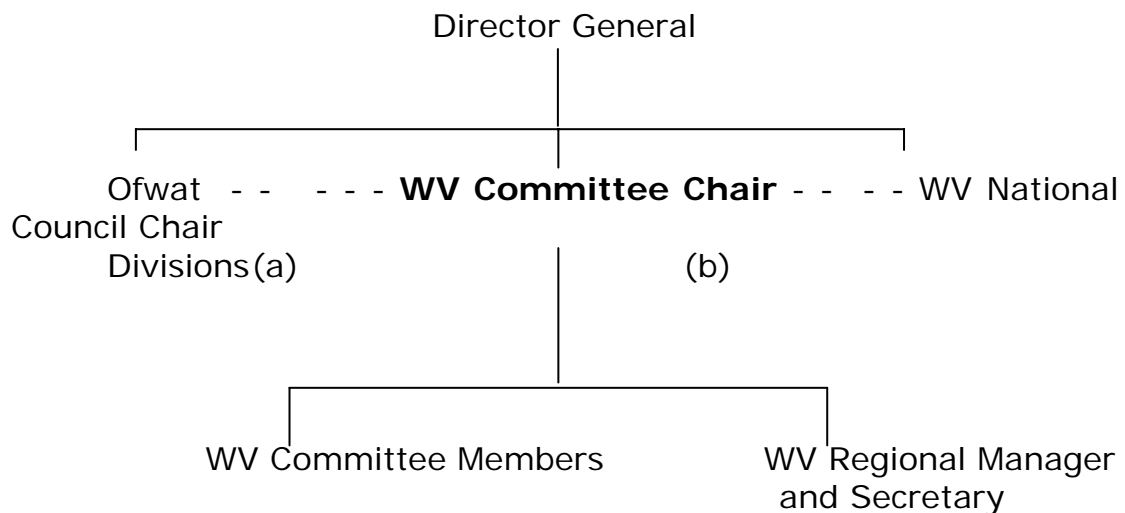 Director General
Ofwat - - - - - WV Committee Chair - - - - WV National
Council Chair
Divisions(a) (b)
WV Committee Members WV Regional Manager
and Secretary